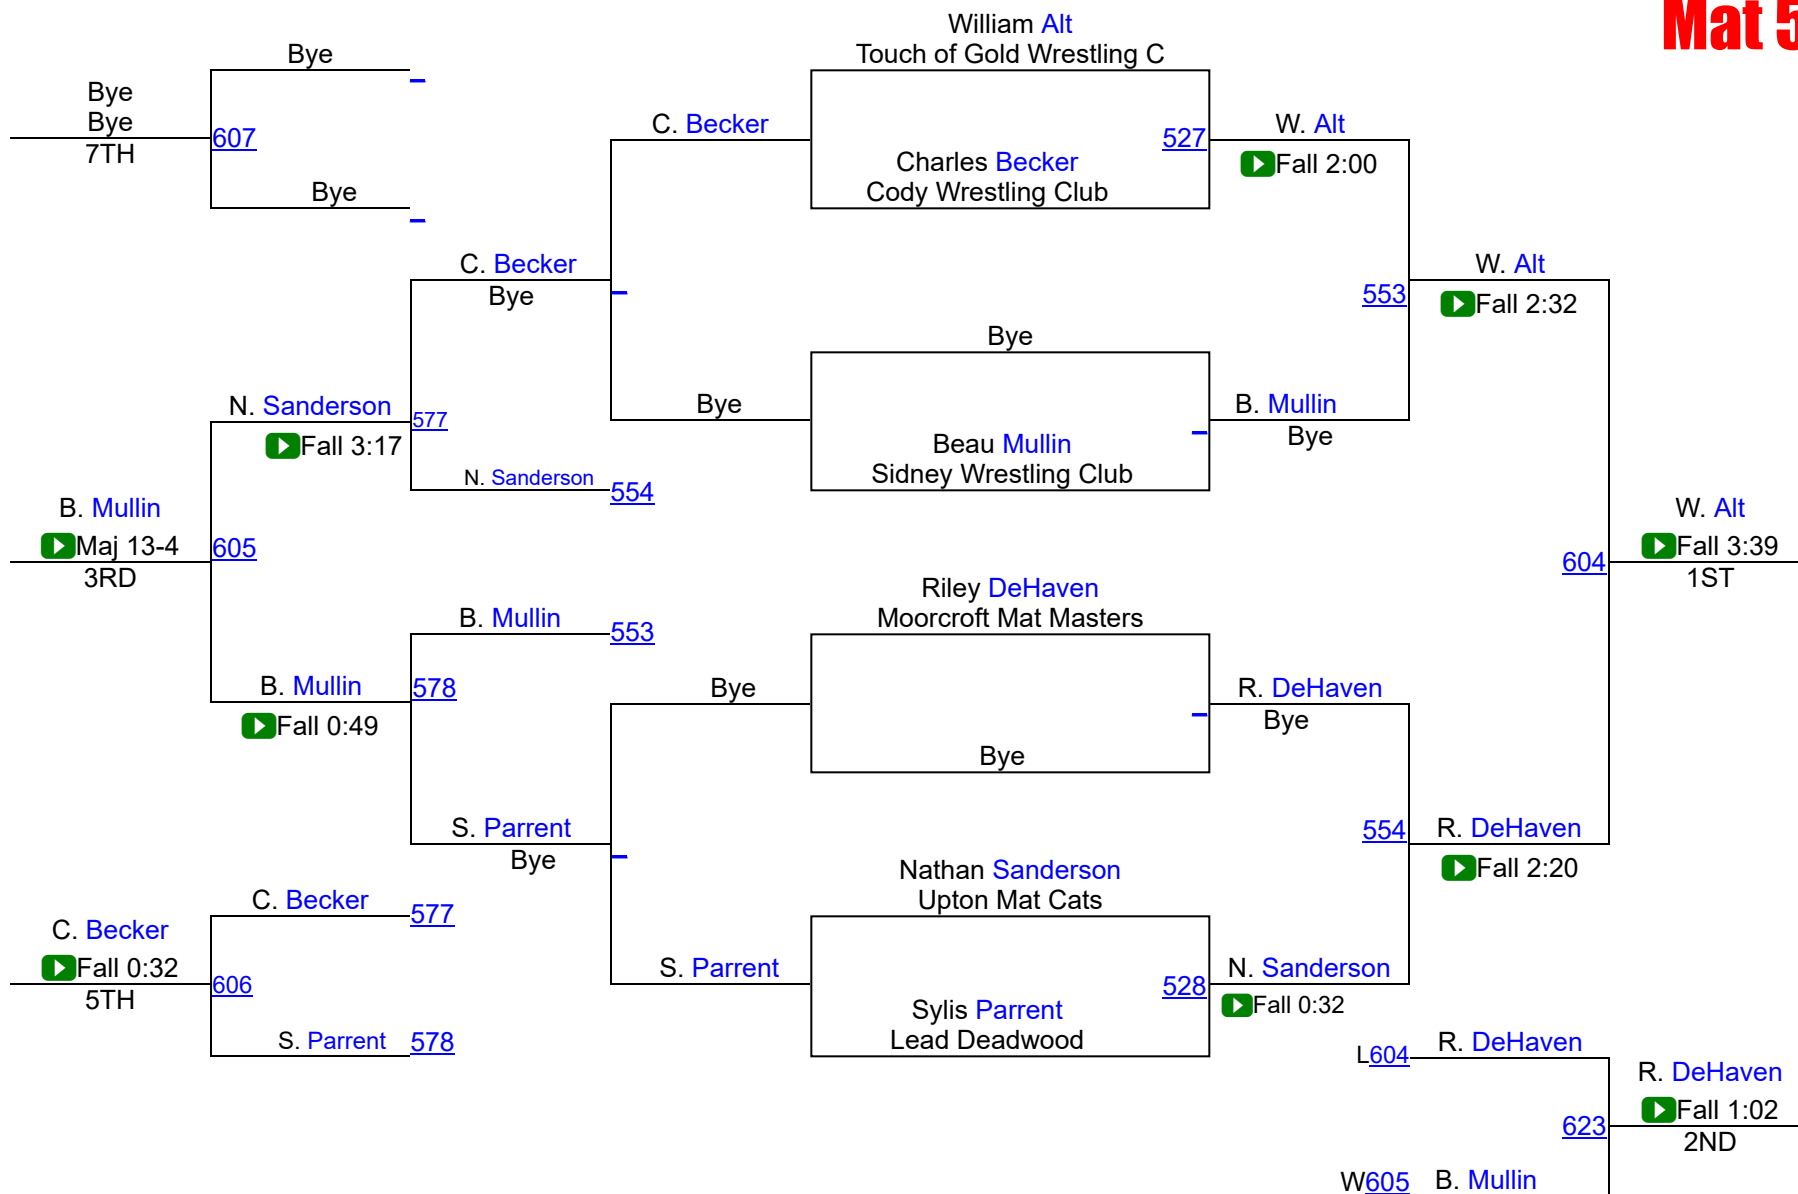 Mat 5
William Alt
Touch of Gold Wrestling C
Bye
Bye
Bye
607
7TH
Bye
C. Becker
527
W. Alt
Charles Becker
Cody Wrestling Club
Fall 2:00
C. Becker
Bye
W. Alt
553
Fall 2:32
Bye
N. Sanderson
577
Fall 3:17
Bye
B. Mullin
Bye
Beau Mullin
Sidney Wrestling Club
N. Sanderson
554
B. Mullin
Maj 13-4
605
3RD
W. Alt
604
Fall 3:39
1ST
Riley DeHaven
Moorcroft Mat Masters
B. Mullin
553
B. Mullin
578
Fall 0:49
Bye
R. DeHaven
Bye
Bye
S. Parrent
Bye
554
R. DeHaven
Fall 2:20
Nathan Sanderson
Upton Mat Cats
C. Becker
577
C. Becker
Fall 0:32
606
5TH
S. Parrent
528
N. Sanderson
Fall 0:32
Sylis Parrent
Lead Deadwood
S. Parrent
578
L604
R. DeHaven
R. DeHaven
623
Fall 1:02
2ND
W605
B. Mullin